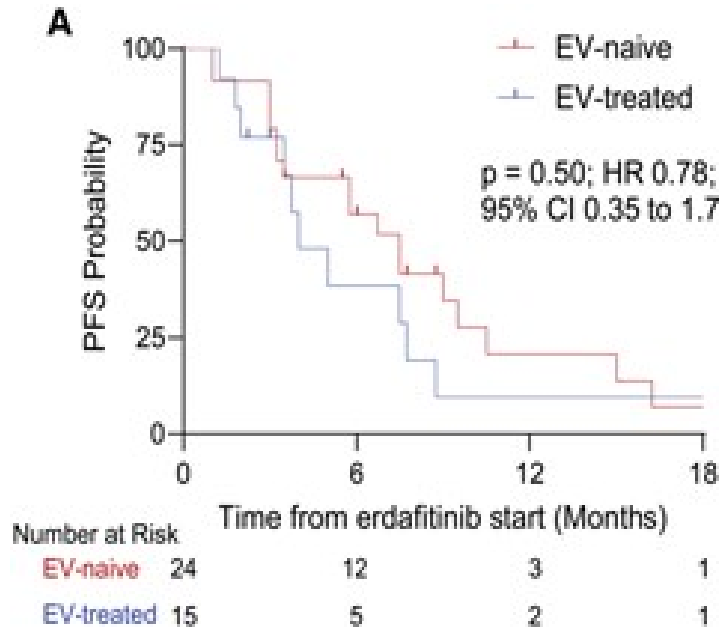 A
100
75
50
25
0
PFS Probability
EV-naive
EV-treated
p = 0.50; HR 0.78;
95% CI 0.35 to 1.7
0 6 12 18
Time from erdafitinib start (Months)
Number at Risk
EV-naive 24 12 3 1
EV-treated 15 5 2 1